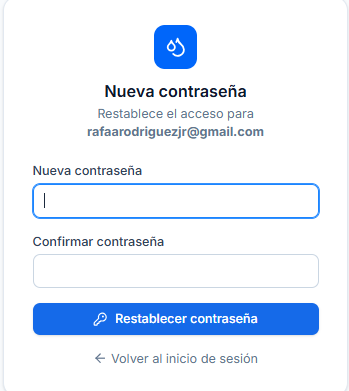 Nueva contraseña
Restablece el acceso para
rafaarodriguezjr@gmail.com
Nueva contraseña
Confirmar contraseña
Restablecer contraseña
← Volver al inicio de sesión